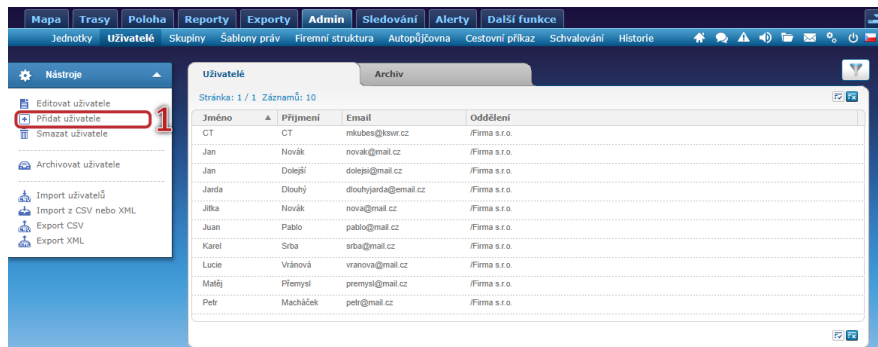 Mapa Trasy Poloha Reporty Exporty Admin Sledování Alerty Další funkce
Jednotky Uživatelé Skupiny Šablony práv Firemní struktura Autopůjčovna Cestovní příkaz Schvalování Historie
Nástroje
Editovat uživatele
Přidat uživatele
1
Smazat uživatele
Archivovat uživatele
Import uživatelů
Import z CSV nebo XML
Export CSV
Export XML
Uživatelé Archiv
Stránka: 1 / 1 Záznamů: 10
Jméno Příjmení Email Oddělení
CT CT mkubes@kswr.cz /Firma s.r.o.
Jan Novák novak@mail.cz /Firma s.r.o.
Jan Dolejší dolejsi@mail.cz /Firma s.r.o.
Jarda Dlouhý dlouhyjarda@email.cz /Firma s.r.o.
Jitka Novák nova@mail.cz /Firma s.r.o.
Juan Pablo pablo@mail.cz /Firma s.r.o.
Karel Srba srba@mail.cz /Firma s.r.o.
Lucie Vránová vranova@mail.cz /Firma s.r.o.
Matěj Přemysl premysl@mail.cz /Firma s.r.o.
Petr Macháček petr@mail.cz /Firma s.r.o.